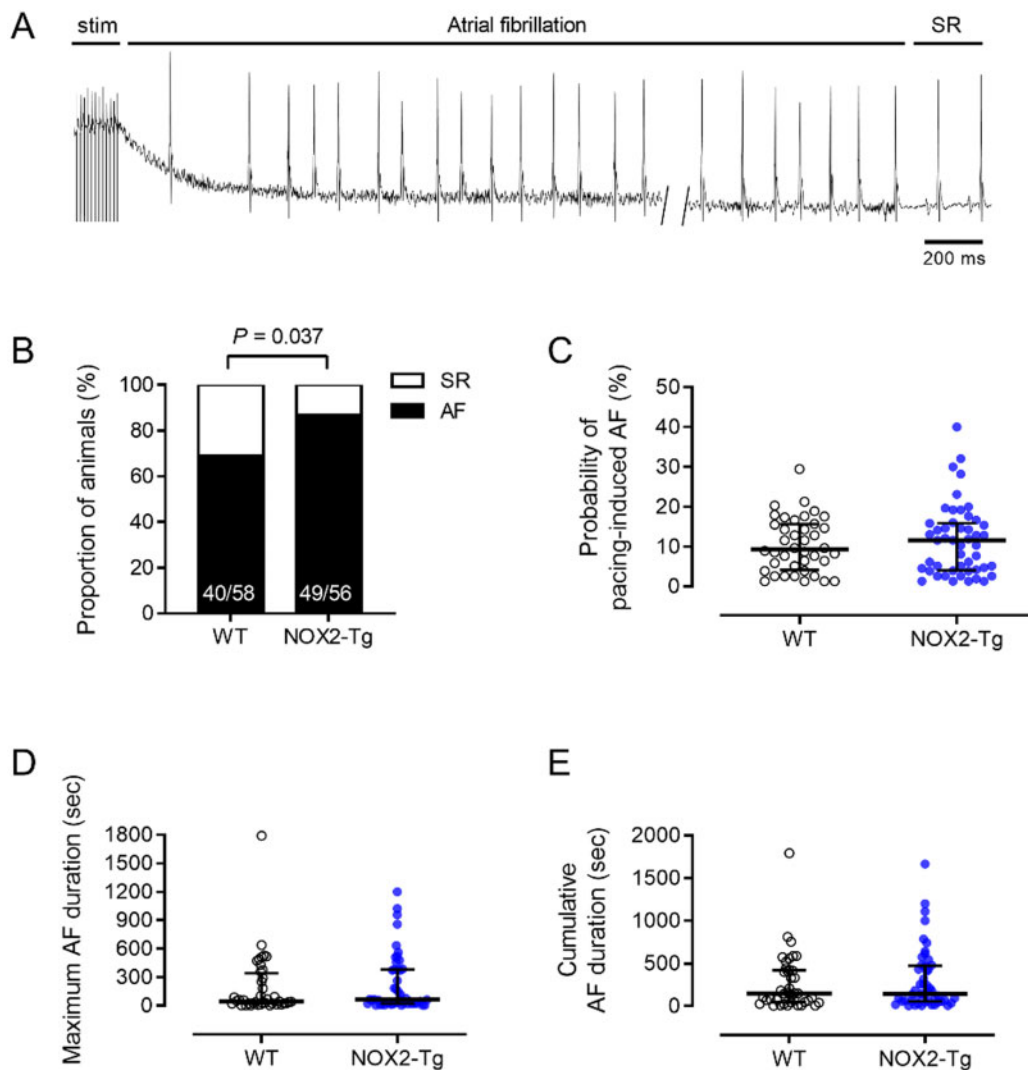 A
stim
Atrial fibrillation
SR
200 ms
B
P = 0.037
Proportion of animals (%)
100
80
60
40
20
0
40/58
49/56
WT
NOX2-Tg
SR
AF
C
Probability of
pacing-induced AF (%)
50
40
30
20
10
0
WT
NOX2-Tg
D
Maximum AF duration (sec)
1800
1500
1200
900
600
300
0
WT
NOX2-Tg
E
Cumulative
AF duration (sec)
2000
1500
1000
500
0
WT
NOX2-Tg